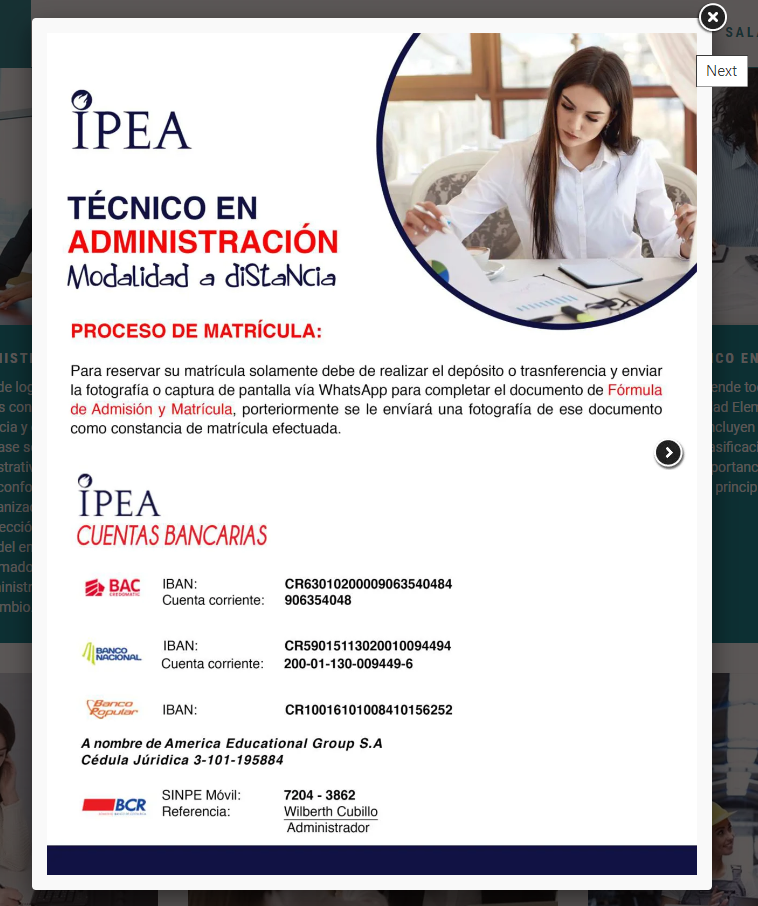 SAL
Next
IPEA
TÉCNICO EN
ADMINISTRACIÓN
Modalidad a diStaNcia
PROCESO DE MATRÍCULA:
Para reservar su matrícula solamente debe de realizar el depósito o trasnferencia y enviar
la fotografía o captura de pantalla vía WhatsApp para completar el documento de Fórmula
de Admisión y Matrícula, porteriormente se le envíará una fotografía de ese documento
como constancia de matrícula efectuada.
IPEA
CUENTAS BANCARIAS
BAC
CREDOMATIC
IBAN: CR63010200009063540484
Cuenta corriente: 906354048
BANCO
NACIONAL
IBAN: CR59015113020010094494
Cuenta corriente: 200-01-130-009449-6
Banco
Popular
IBAN: CR10016101008410156252
A nombre de America Educational Group S.A
Cédula Júridica 3-101-195884
BCR
SINPE Móvil: 7204 - 3862
Referencia: Wilberth Cubillo
Administrador